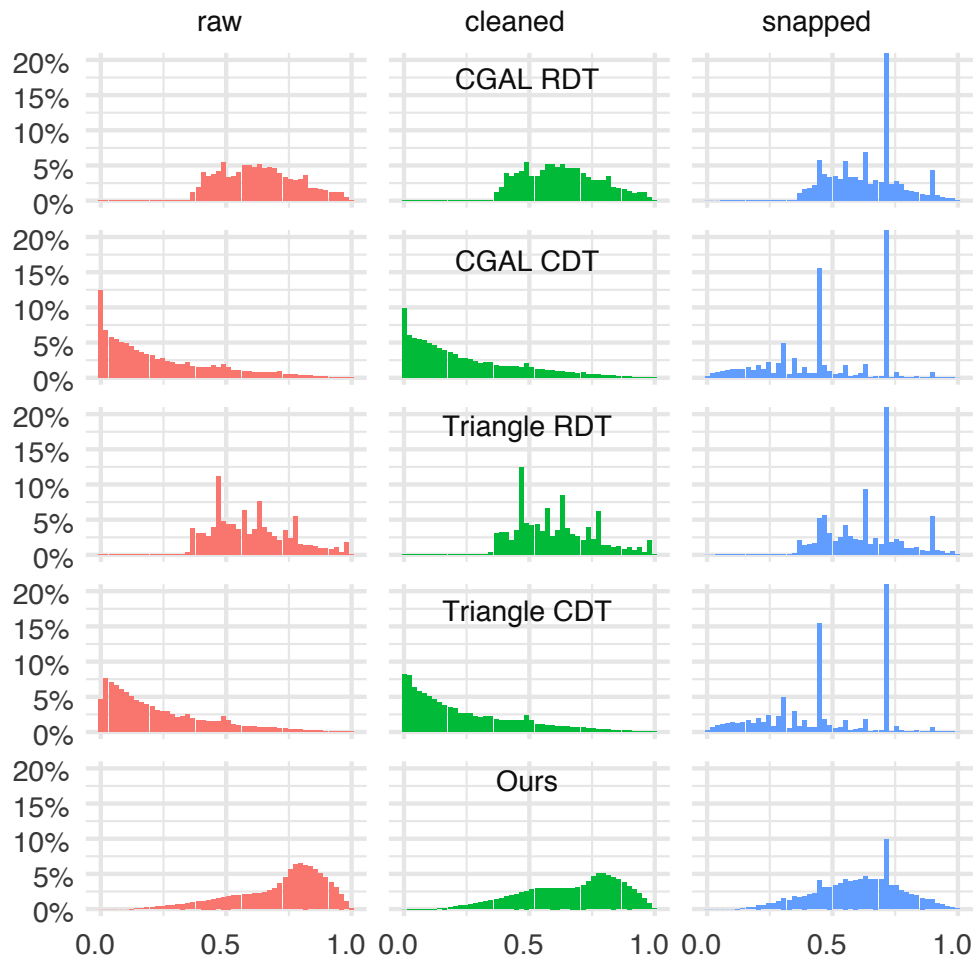 raw cleaned snapped
20% CGAL RDT
15%
10%
5%
0%
20% CGAL CDT
15%
10%
5%
0%
20% Triangle RDT
15%
10%
5%
0%
20% Triangle CDT
15%
10%
5%
0%
20% Ours
15%
10%
5%
0%
0.0 0.5 1.0 0.0 0.5 1.0 0.0 0.5 1.0